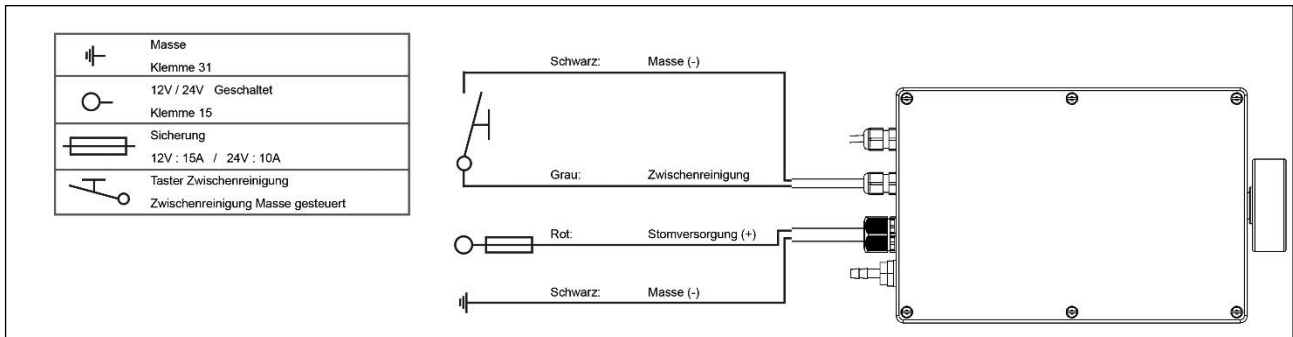 Masse
Klemme 31
12V / 24V Geschaltet
Klemme 15
Sicherung
12V : 15A / 24V : 10A
Taster Zwischenreinigung
Zwischenreinigung Masse gesteuert
Schwarz: Masse (-)
Grau: Zwischenreinigung
Rot: Stomversorgung (+)
Schwarz: Masse (-)